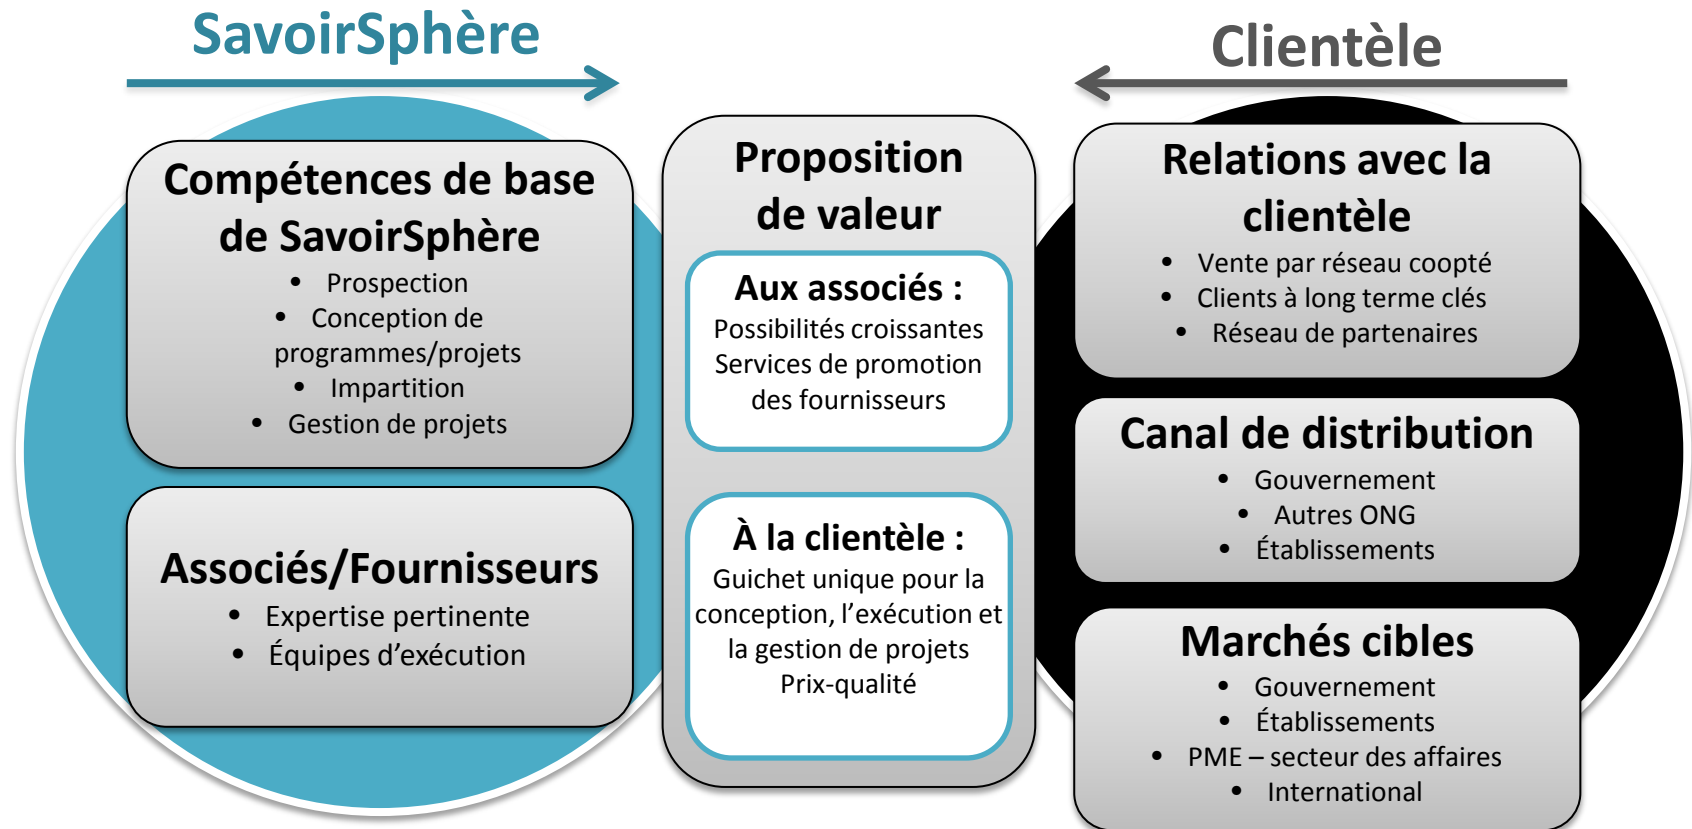 SavoirSphère
Clientèle
Compétences de base
de SavoirSphère
• Prospection
• Conception de
programmes/projets
• Impartition
• Gestion de projets
Associés/Fournisseurs
• Expertise pertinente
• Équipes d'exécution
Proposition
de valeur
Aux associés :
Possibilités croissantes
Services de promotion
des fournisseurs
À la clientèle :
Guichet unique pour la
conception, l’exécution et
la gestion de projets
Prix-qualité
Relations avec la
clientèle
• Vente par réseau coopté
• Clients à long terme clés
• Réseau de partenaires
Canal de distribution
• Gouvernement
• Autres ONG
• Établissements
Marchés cibles
• Gouvernement
• Établissements
• PME – secteur des affaires
• International